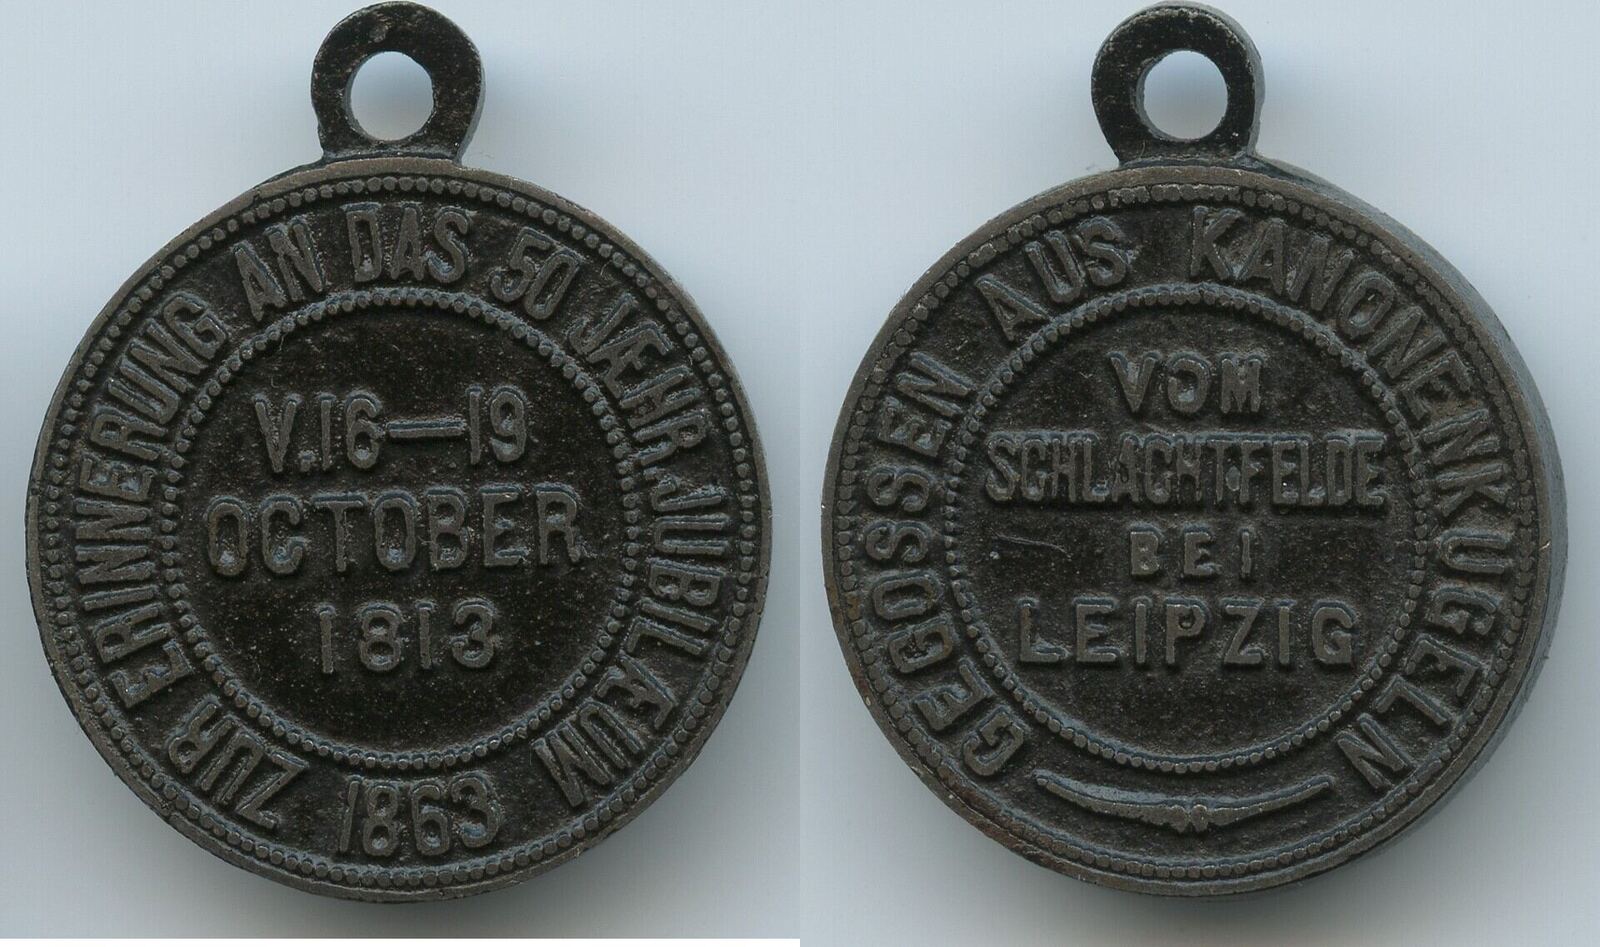 ZUR ERINNERUNG AN DAS 50 JÆHR. JUBILÆUM
1863
V. 16—19
OCTOBER
1813
GEGOSSEN AUS KANONENKUGELN
VOM
SCHLACHTFELDE
BEI
LEIPZIG